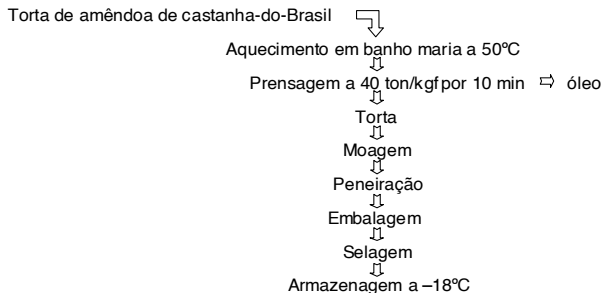 Torta de amêndoa de castanha-do-Brasil
Aquecimento em banho maria a 50ºC
Prensagem a 40 ton/kgf por 10 min ⇨ óleo
Torta
Moagem
Peneiração
Embalagem
Selagem
Armazenagem a –18ºC